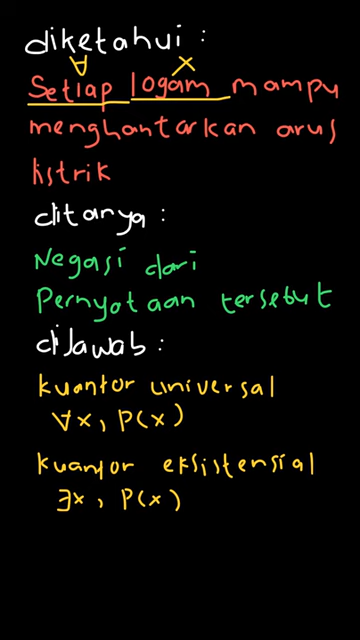 diketahui :
∀ x
Setiap logam mampu
menghantarkan arus
listrik
ditanya :
Negasi dari
Pernyataan tersebut
diJawab :
kuantor universal
∀x, P(x)
kuantor eksistensial
∃x, P(x)